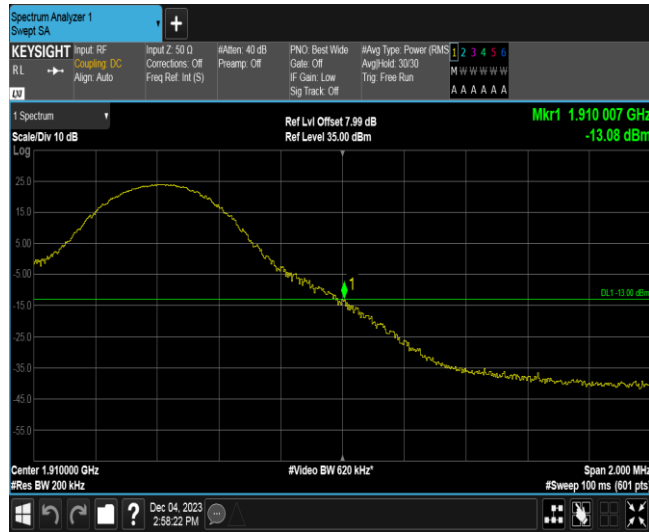 Spectrum Analyzer 1
Swept SA
KEYSIGHT
RL
LXI
Input: RF
Coupling: DC
Align: Auto
Input Z: 50 Ω
Corrections: Off
Freq Ref: Int (S)
#Atten: 40 dB
Preamp: Off
PNO: Best Wide
Gate: Off
IF Gain: Low
Sig Track: Off
#Avg Type: Power (RMS
Avg|Hold: 30/30
Trig: Free Run
1 2 3 4 5 6
M W W W W W
A A A A A A
1 Spectrum
Scale/Div 10 dB
Log
Ref Lvl Offset 7.99 dB
Ref Level 35.00 dBm
Mkr1 1.910 007 GHz
-13.08 dBm
25.0
15.0
5.00
-5.00
-15.0
-25.0
-35.0
-45.0
-55.0
1
DL1 -13.00 dBm
Center 1.910000 GHz
#Res BW 200 kHz
#Video BW 620 kHz*
Span 2.000 MHz
#Sweep 100 ms (601 pts)
?
Dec 04, 2023
2:58:22 PM